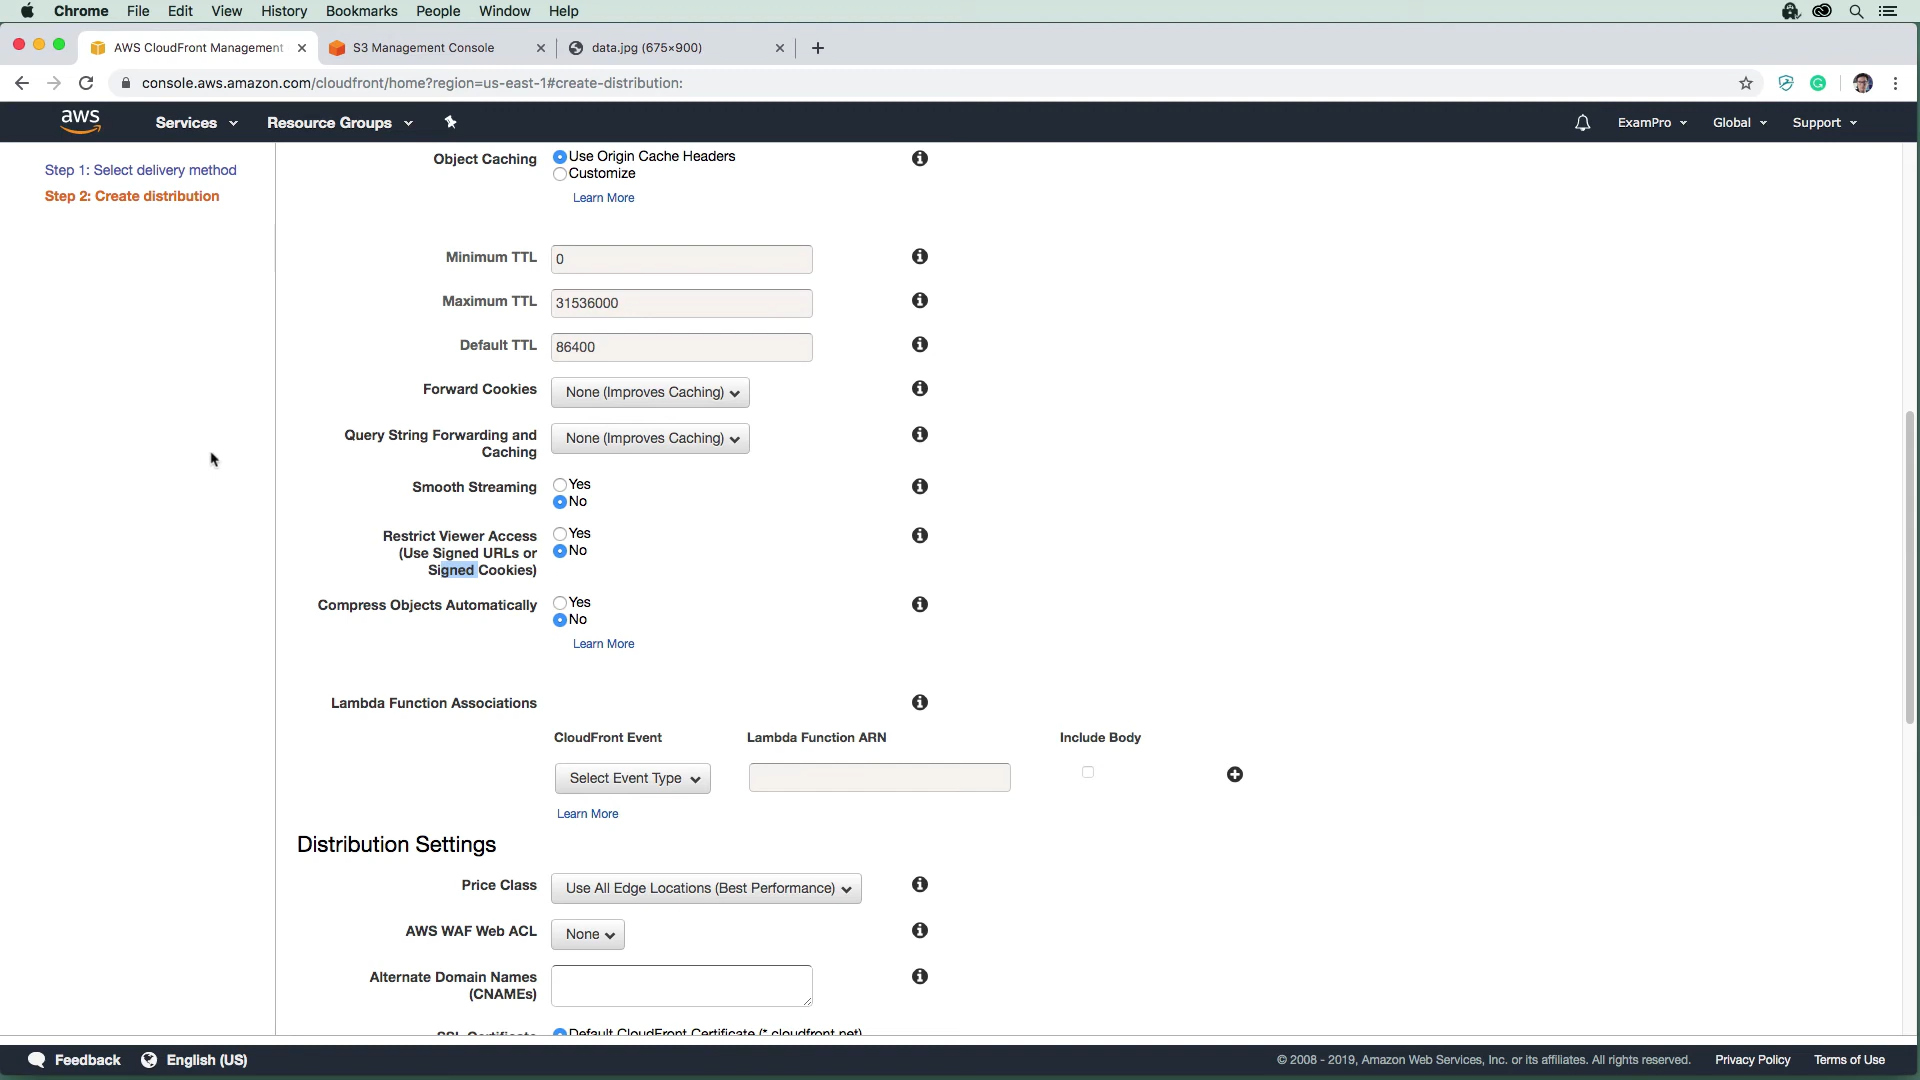 Chrome File Edit View History Bookmarks People Window Help
AWS CloudFront Management S3 Management Console data.jpg (675×900)
console.aws.amazon.com/cloudfront/home?region=us-east-1#create-distribution:
aws Services Resource Groups ExamPro Global Support
Step 1: Select delivery method
Step 2: Create distribution
Object Caching Use Origin Cache Headers
Customize
Learn More
Minimum TTL 0
Maximum TTL 31536000
Default TTL 86400
Forward Cookies None (Improves Caching)
Query String Forwarding and None (Improves Caching)
Caching
Smooth Streaming Yes
No
Restrict Viewer Access Yes
(Use Signed URLs or No
Signed Cookies)
Compress Objects Automatically Yes
No
Learn More
Lambda Function Associations
CloudFront Event Lambda Function ARN Include Body
Select Event Type
Learn More
Distribution Settings
Price Class Use All Edge Locations (Best Performance)
AWS WAF Web ACL None
Alternate Domain Names
(CNAMEs)
SSL Certificate Default CloudFront Certificate (*.cloudfront.net)
Feedback English (US) © 2008 - 2019, Amazon Web Services, Inc. or its affiliates. All rights reserved. Privacy Policy Terms of Use